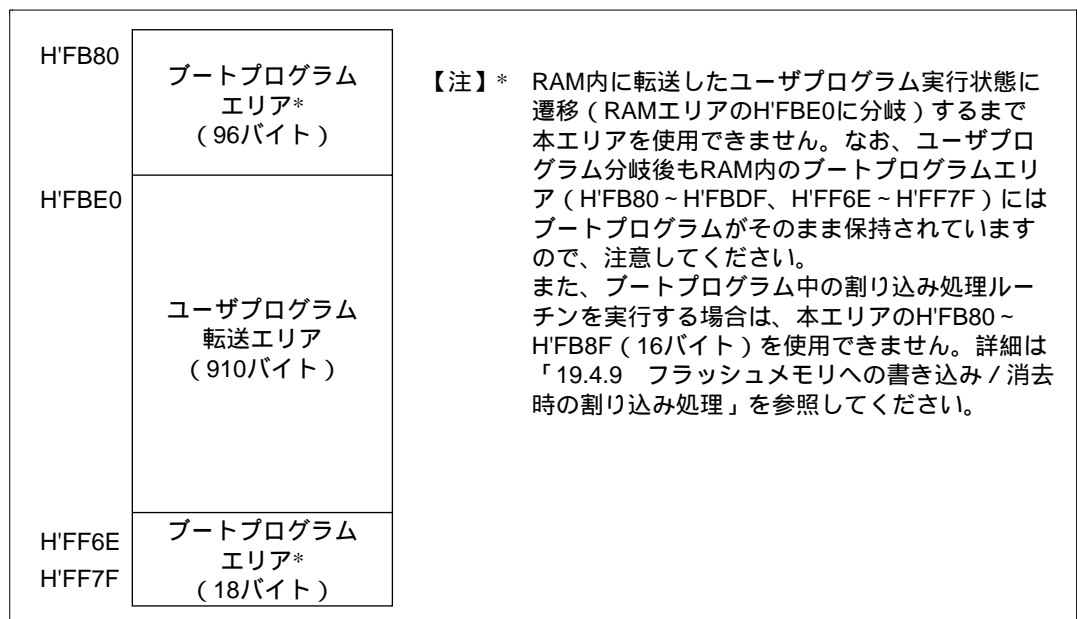 H'FB80
ブートプログラム
エリア*
（96バイト）
H'FBE0
ユーザプログラム
転送エリア
（910バイト）
H'FF6E
H'FF7F
ブートプログラム
エリア*
（18バイト）
【注】* RAM内に転送したユーザプログラム実行状態に
遷移（RAMエリアのH'FBE0に分岐）するまで
本エリアを使用できません。なお、ユーザプロ
グラム分岐後もRAM内のブートプログラムエリ
ア（H'FB80～H'FBDF、H'FF6E～H'FF7F）には
ブートプログラムがそのまま保持されています
ので、注意してください。
また、ブートプログラム中の割り込み処理ルー
チンを実行する場合は、本エリアのH'FB80～
H'FB8F（16バイト）を使用できません。詳細は
「19.4.9　フラッシュメモリへの書き込み／消去
時の割り込み処理」を参照してください。